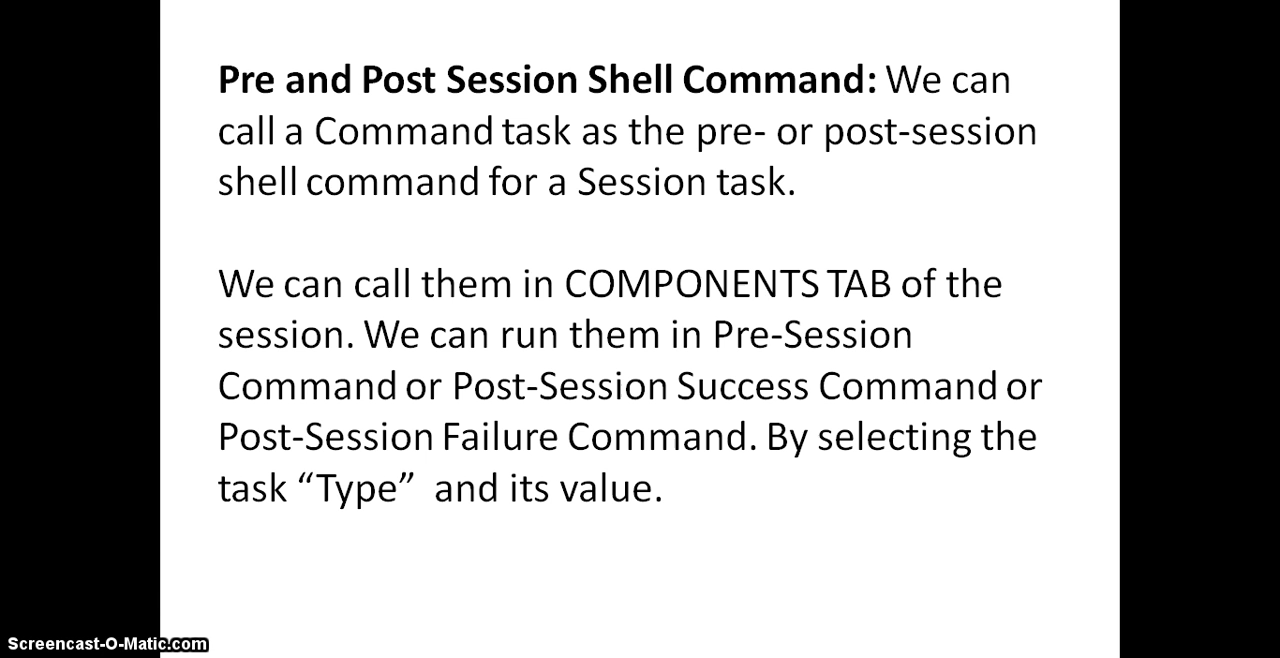 Pre and Post Session Shell Command: We can
call a Command task as the pre- or post-session
shell command for a Session task.
We can call them in COMPONENTS TAB of the
session. We can run them in Pre-Session
Command or Post-Session Success Command or
Post-Session Failure Command. By selecting the
task “Type” and its value.
Screencast-O-Matic.com